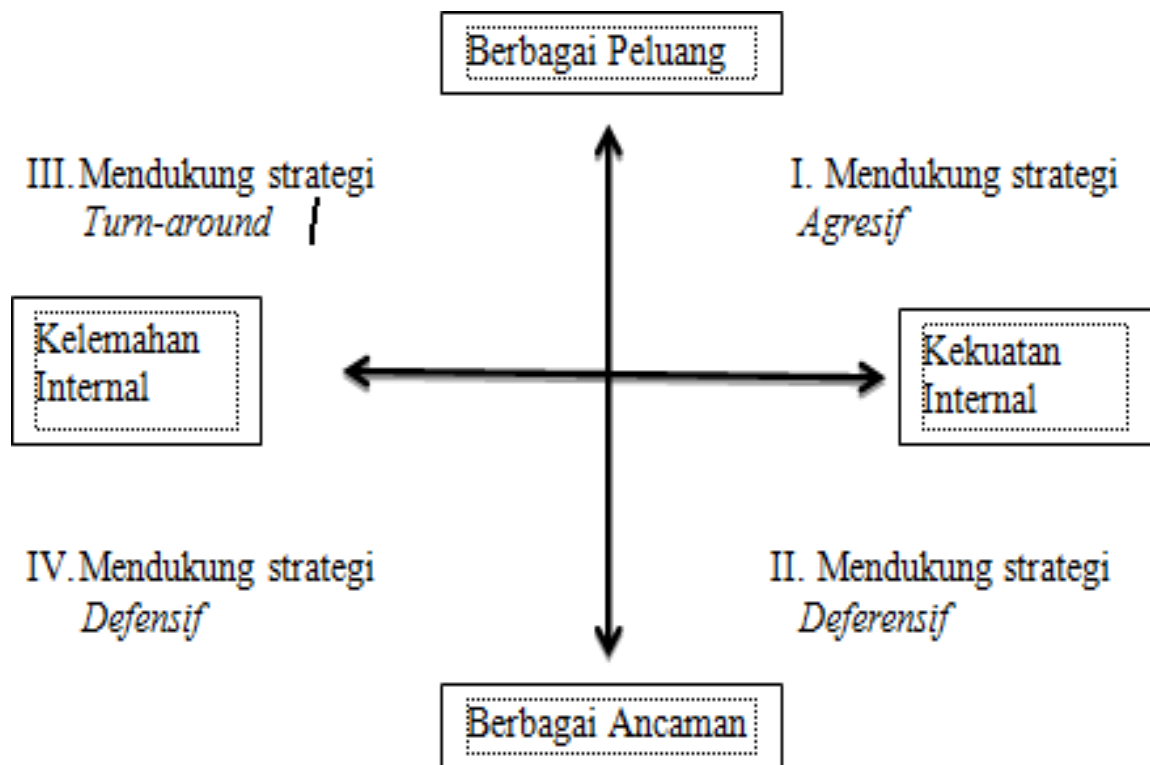 Berbagai Peluang
III. Mendukung strategi
Turn-around
I. Mendukung strategi
Agresif
Kelemahan
Internal
Kekuatan
Internal
IV. Mendukung strategi
Defensif
II. Mendukung strategi
Deferensif
Berbagai Ancaman